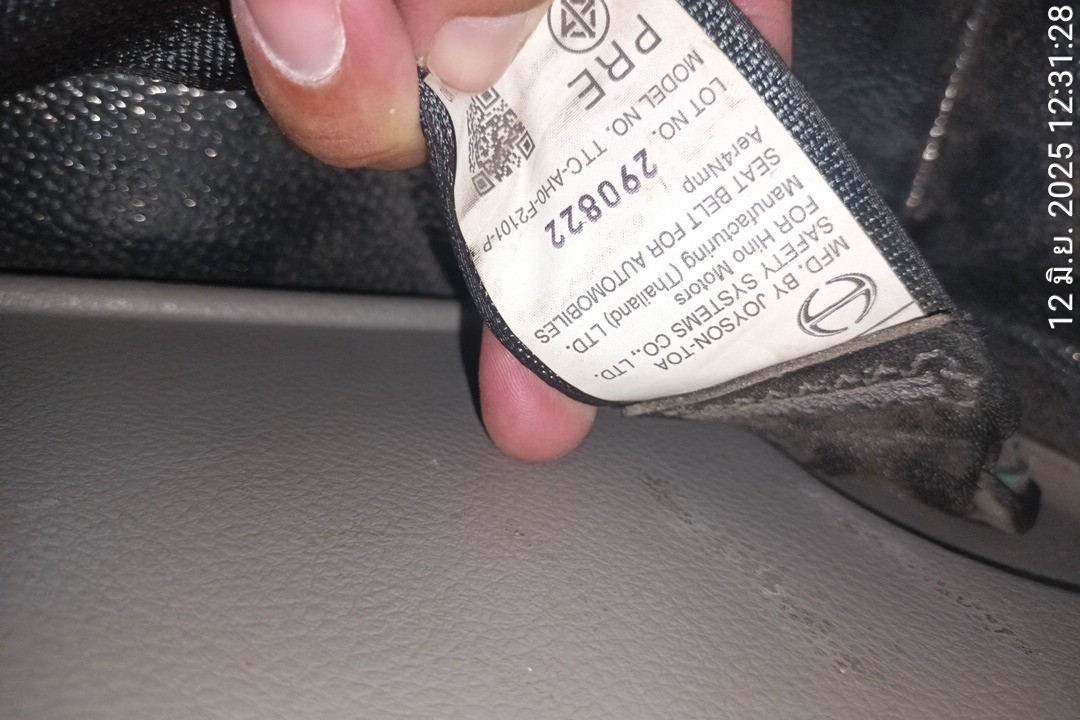 MFD. BY JOYSON-TOA
SAFETY SYSTEMS CO., LTD.
FOR Hino Motors
Manufacturing (Thailand) LTD.
SEAT BELT FOR AUTOMOBILES
Aer4Nmp
LOT NO. 290822
MODEL NO. TTC-AH0-F2101-P
PRE
12 มิ.ย. 2025 12:31:28